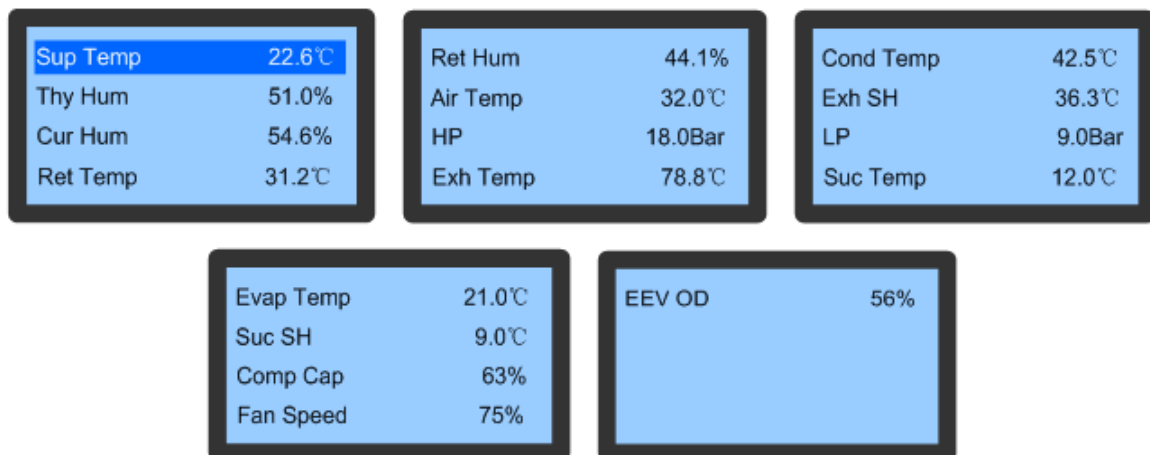 Sup Temp 22.6℃
Thy Hum 51.0%
Cur Hum 54.6%
Ret Temp 31.2℃
Ret Hum 44.1%
Air Temp 32.0℃
HP 18.0Bar
Exh Temp 78.8℃
Cond Temp 42.5℃
Exh SH 36.3℃
LP 9.0Bar
Suc Temp 12.0℃
Evap Temp 21.0℃
Suc SH 9.0℃
Comp Cap 63%
Fan Speed 75%
EEV OD 56%